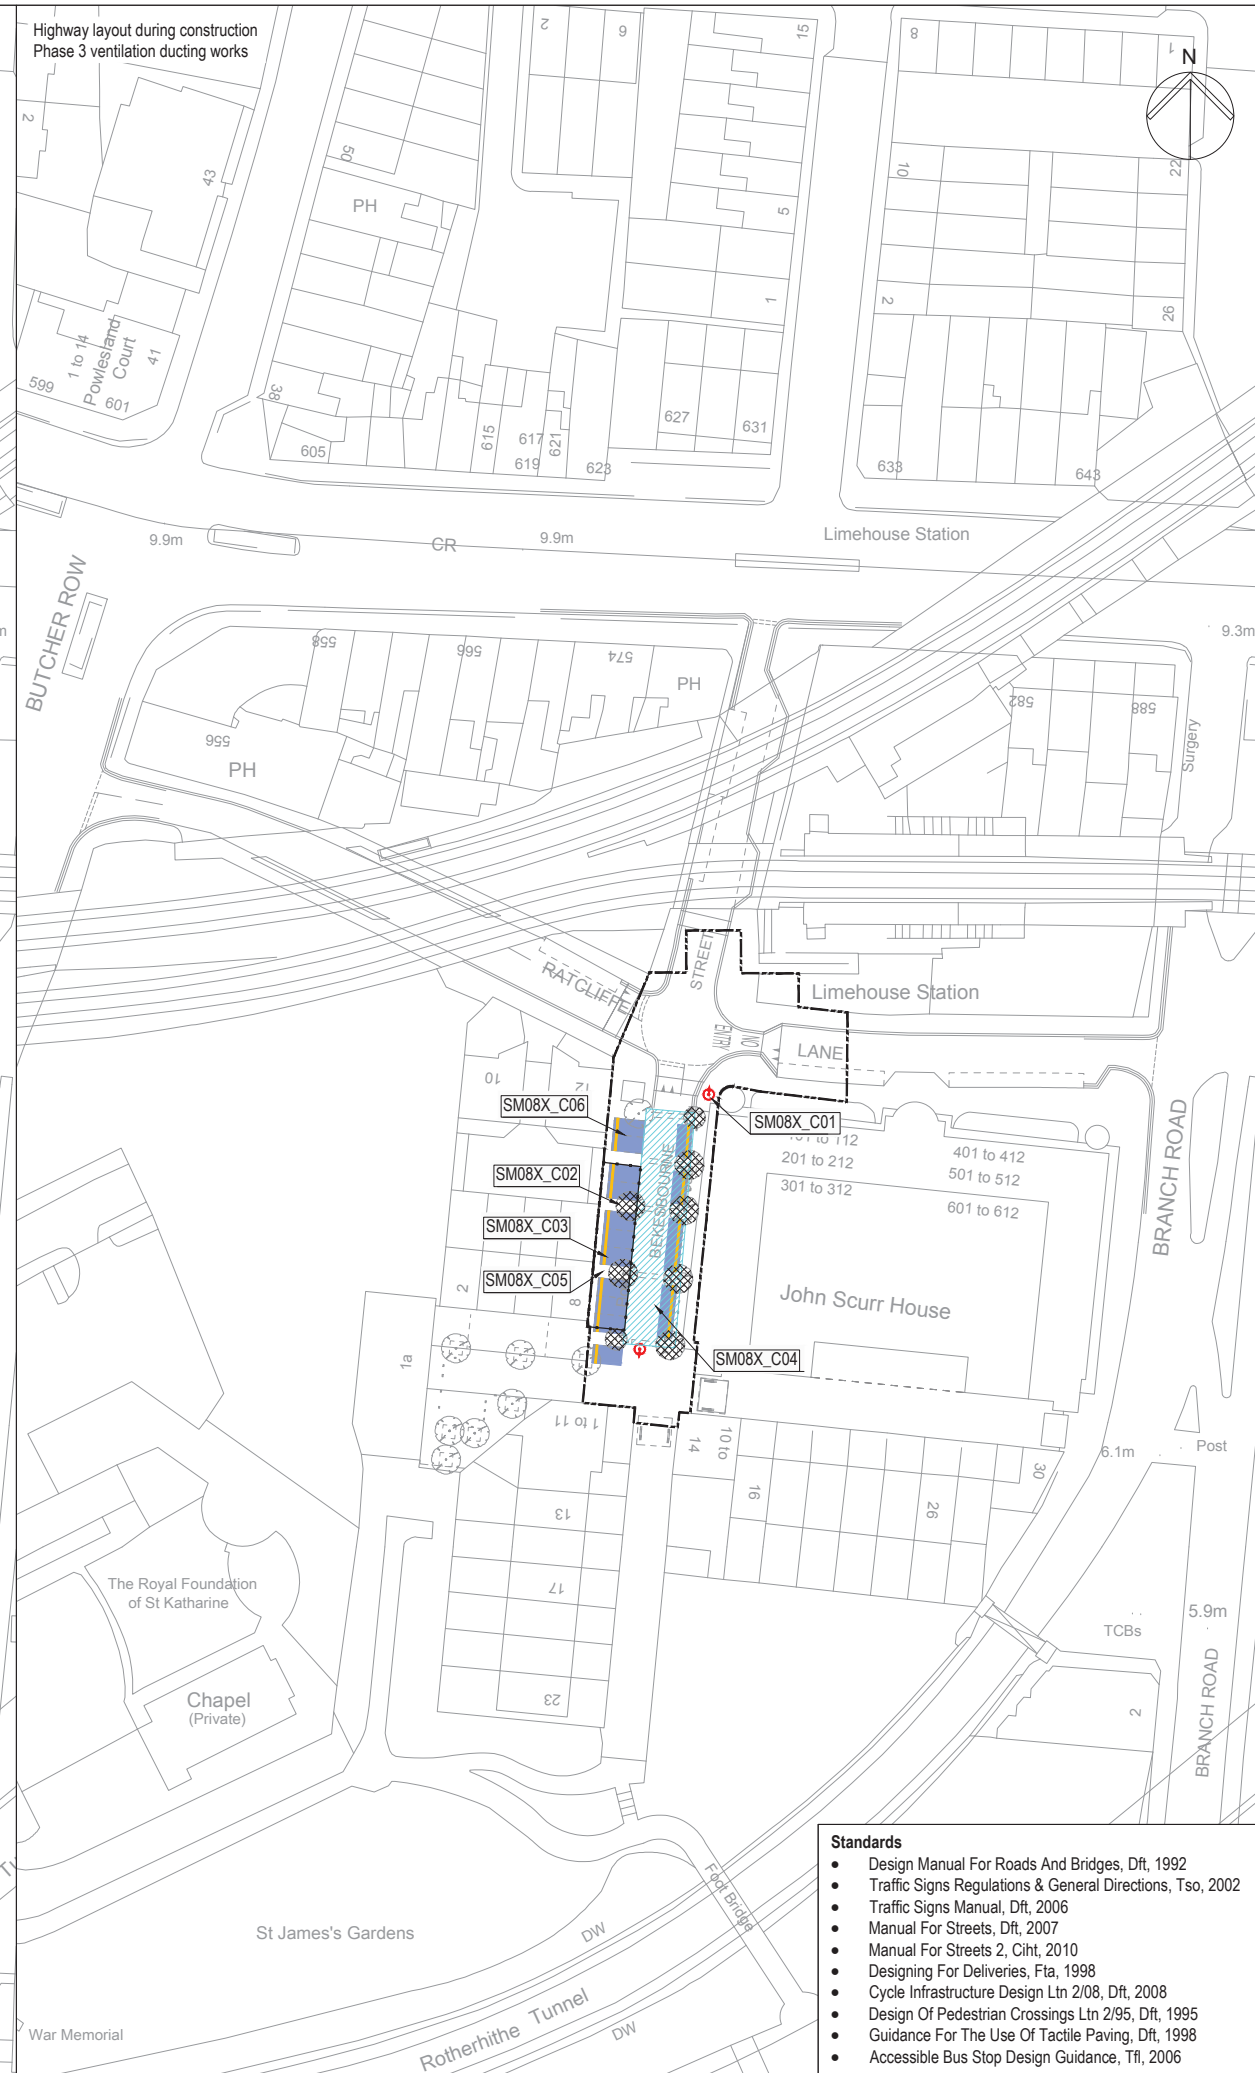 Highway layout during construction
Phase 3 ventilation ducting works
N
2
6
15
8
1
2
43
50
PH
5
10
22
1
2
26
1 to 14
Powlesland
Court
41
599
601
38
605
615
617
619
621
623
627
631
633
643
9.9m
CR
9.9m
Limehouse Station
BUTCHER ROW
9.3m
558
566
574
PH
556
PH
582
588
Surgery
RATCLIFFE
STREET
Limehouse Station
NO
ENTRY
LANE
10
12
SM08X_C06
SM08X_C01
101 to 112
201 to 212
301 to 312
401 to 412
501 to 512
601 to 612
SM08X_C02
SM08X_C03
SM08X_C05
BEKESBOURNE
BRANCH ROAD
2
8
John Scurr House
SM08X_C04
1a
1 to 11
14
10 to
16
26
30
6.1m
Post
13
17
23
The Royal Foundation
of St Katharine
Chapel
(Private)
5.9m
TCBs
2
BRANCH ROAD
St James's Gardens
DW
Foot Bridge
Rotherhithe Tunnel
DW
War Memorial
Standards
• Design Manual For Roads And Bridges, Dft, 1992
• Traffic Signs Regulations & General Directions, Tso, 2002
• Traffic Signs Manual, Dft, 2006
• Manual For Streets, Dft, 2007
• Manual For Streets 2, Ciht, 2010
• Designing For Deliveries, Fta, 1998
• Cycle Infrastructure Design Ltn 2/08, Dft, 2008
• Design Of Pedestrian Crossings Ltn 2/95, Dft, 1995
• Guidance For The Use Of Tactile Paving, Dft, 1998
• Accessible Bus Stop Design Guidance, Tfl, 2006